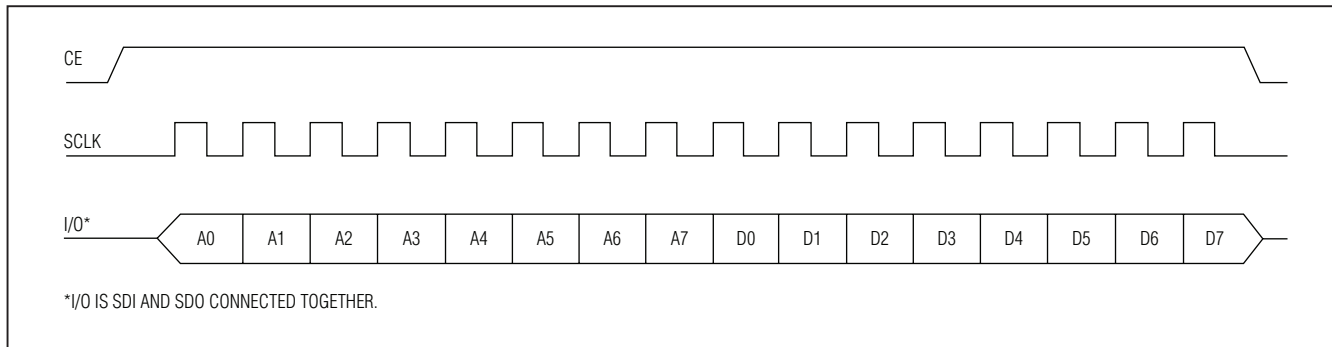 CE
SCLK
I/O*
A0 A1 A2 A3 A4 A5 A6 A7 D0 D1 D2 D3 D4 D5 D6 D7
*I/O IS SDI AND SDO CONNECTED TOGETHER.